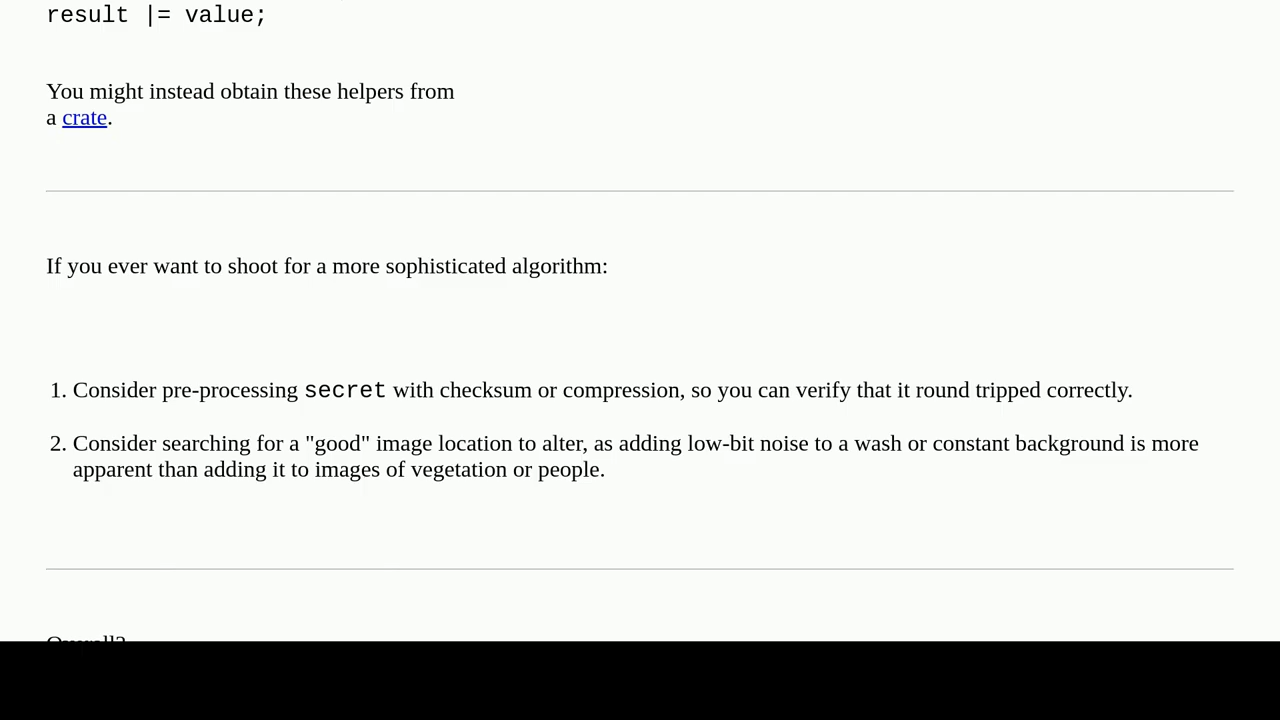 result |= value;
You might instead obtain these helpers from
a crate.
If you ever want to shoot for a more sophisticated algorithm:
1. Consider pre-processing secret with checksum or compression, so you can verify that it round tripped correctly.
2. Consider searching for a "good" image location to alter, as adding low-bit noise to a wash or constant background is more
apparent than adding it to images of vegetation or people.
Overall?